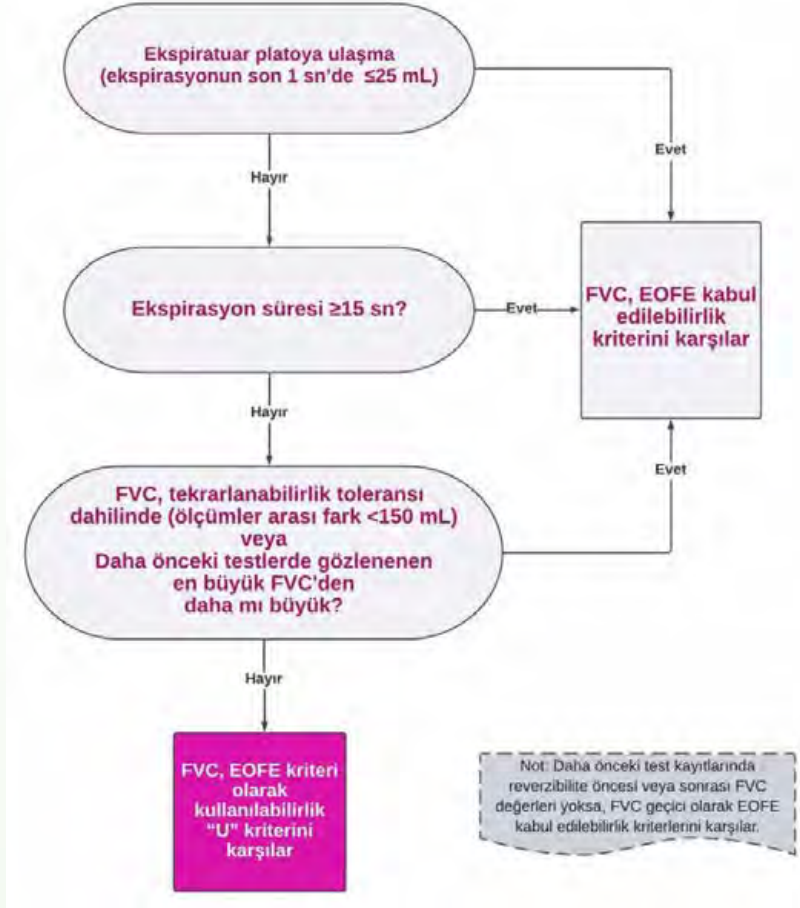 Ekspiratuar platoya ulaşma
(ekspirasyonun son 1 sn'de ≤25 mL)
Evet
Hayır
Ekspirasyon süresi ≥15 sn?
Evet
FVC, EOFE kabul
edilebilirlik
kriterini karşılar
Hayır
Evet
FVC, tekrarlanabilirlik toleransı
dahilinde (ölçümler arası fark <150 mL)
veya
Daha önceki testlerde gözlenenen
en büyük FVC'den
daha mı büyük?
Hayır
FVC, EOFE kriteri
olarak
kullanılabilirlik
“U” kriterini
karşılar
Not: Daha önceki test kayıtlarında
reverzibilite öncesi veya sonrası FVC
değerleri yoksa, FVC geçici olarak EOFE
kabul edilebilirlik kriterlerini karşılar.